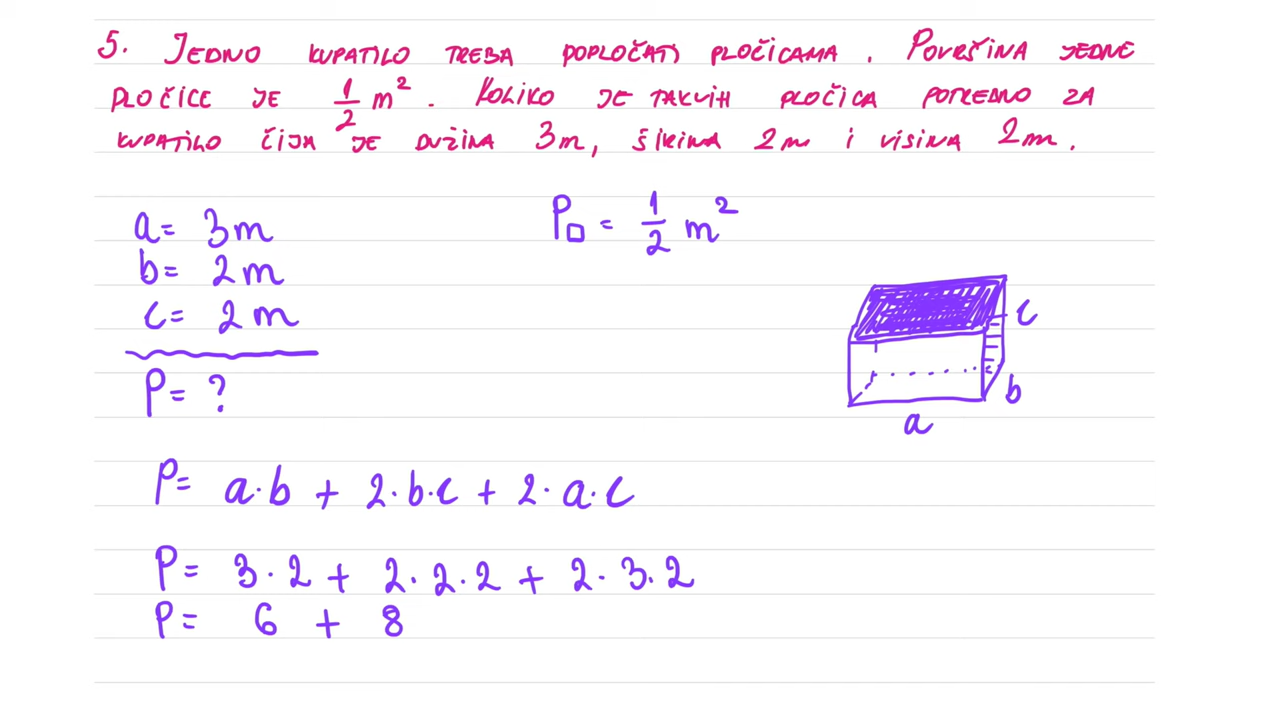 5. JEDNO KUPATILO TREBA POPLOČATI PLOČICAMA. POVRŠINA JEDNE
PLOČICE JE 1/2 m². KOLIKO JE TAKVIH PLOČICA POTREBNO ZA
KUPATILO ČIJA JE DUŽINA 3m, ŠIRINA 2m I VISINA 2m.
a= 3m
P□ = 1/2 m²
b= 2m
c= 2m
c
P= ?
b
a
P= a·b + 2·b·c + 2·a·c
P= 3·2 + 2·2·2 + 2·3·2
P= 6 + 8